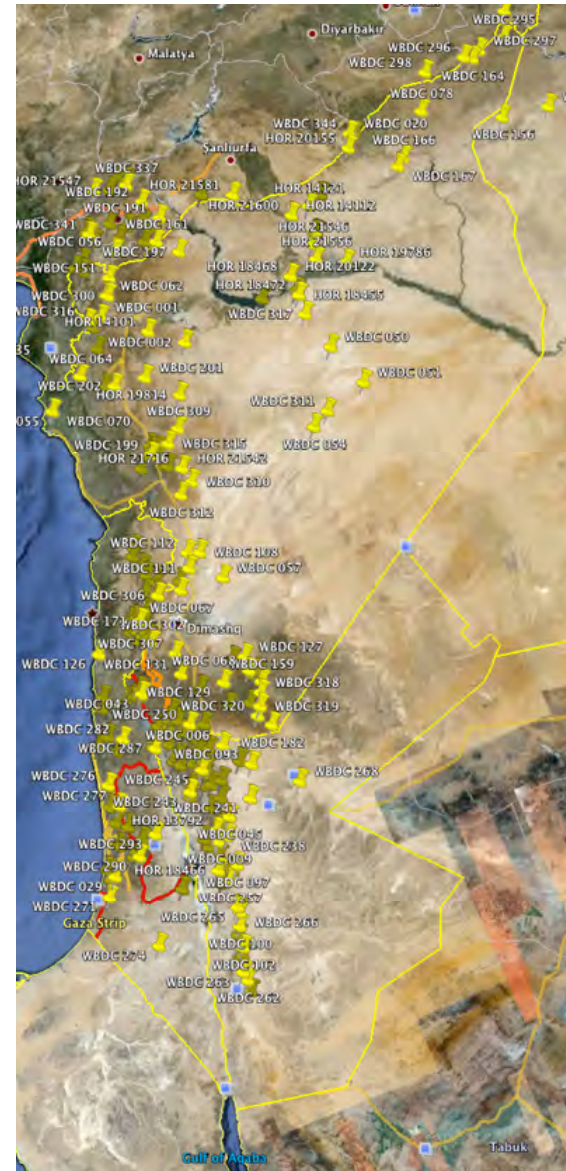 WBDC 295
Diyarbakir
WBDC 296
WBDC 297
Malatya
WBDC 298
WBDC 164
WBDC 078
WBDC 344
WBDC 020
WBDC 156
HOR 20155
WBDC 166
Sanliurfa
WBDC 337
WBDC 167
HOR 21547
HOR 21581
HOR 14121
WBDC 192
HOR 21600
HOR 14112
WBDC 191
WBDC 341
WBDC 161
HOR 21546
WBDC 056
HOR 21556
WBDC 197
HOR 19786
WBDC 151
HOR 18468
HOR 20122
WBDC 062
HOR 18472
WBDC 300
HOR 18455
WBDC 316
WBDC 001
WBDC 317
HOR 14101
WBDC 002
WBDC 050
35
WBDC 064
WBDC 201
WBDC 051
WBDC 202
HOR 19814
WBDC 311
WBDC 309
055
WBDC 070
WBDC 054
WBDC 199
WBDC 315
HOR 21716
HOR 21542
WBDC 310
WBDC 312
WBDC 112
WBDC 108
WBDC 111
WBDC 057
WBDC 306
WBDC 067
WBDC 171
WBDC 302
Dimashq
WBDC 307
WBDC 127
WBDC 126
WBDC 131
WBDC 068
WBDC 159
WBDC 318
WBDC 129
WBDC 043
WBDC 320
WBDC 319
WBDC 250
WBDC 282
WBDC 006
WBDC 287
WBDC 093
WBDC 182
WBDC 276
WBDC 245
WBDC 268
WBDC 277
WBDC 243
WBDC 241
HOR 13792
WBDC 045
WBDC 293
WBDC 238
WBDC 009
WBDC 290
HOR 18466
WBDC 029
WBDC 097
WBDC 271
WBDC 257
Gaza Strip
WBDC 265
WBDC 266
WBDC 274
WBDC 100
WBDC 102
WBDC 263
WBDC 262
Tabuk
Gulf of Aqaba